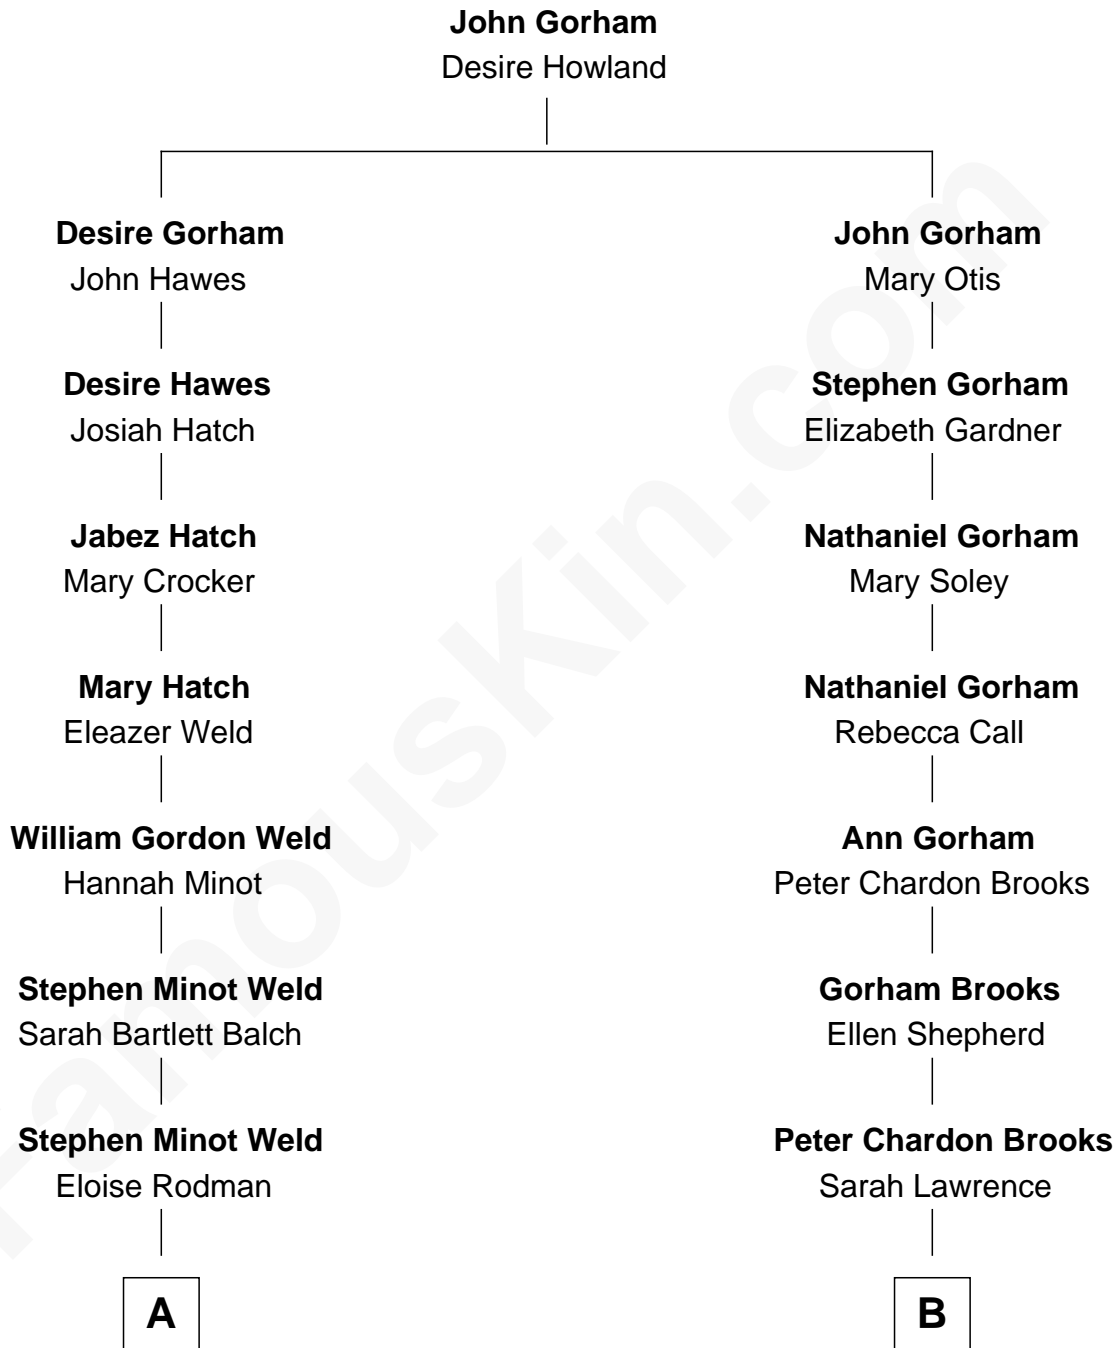 John Gorham
Desire Howland
Desire Gorham
John Hawes
John Gorham
Mary Otis
Desire Hawes
Josiah Hatch
Stephen Gorham
Elizabeth Gardner
Jabez Hatch
Mary Crocker
Nathaniel Gorham
Mary Soley
Mary Hatch
Eleazer Weld
Nathaniel Gorham
Rebecca Call
William Gordon Weld
Hannah Minot
Ann Gorham
Peter Chardon Brooks
Stephen Minot Weld
Sarah Bartlett Balch
Gorham Brooks
Ellen Shepherd
Stephen Minot Weld
Eloise Rodman
Peter Chardon Brooks
Sarah Lawrence
A
B
FamousKin.com